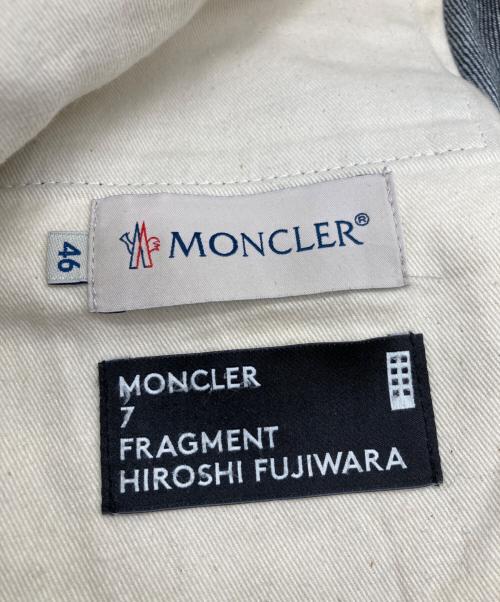 MONCLER®
46
MONCLER
7
FRAGMENT
HIROSHI FUJIWARA